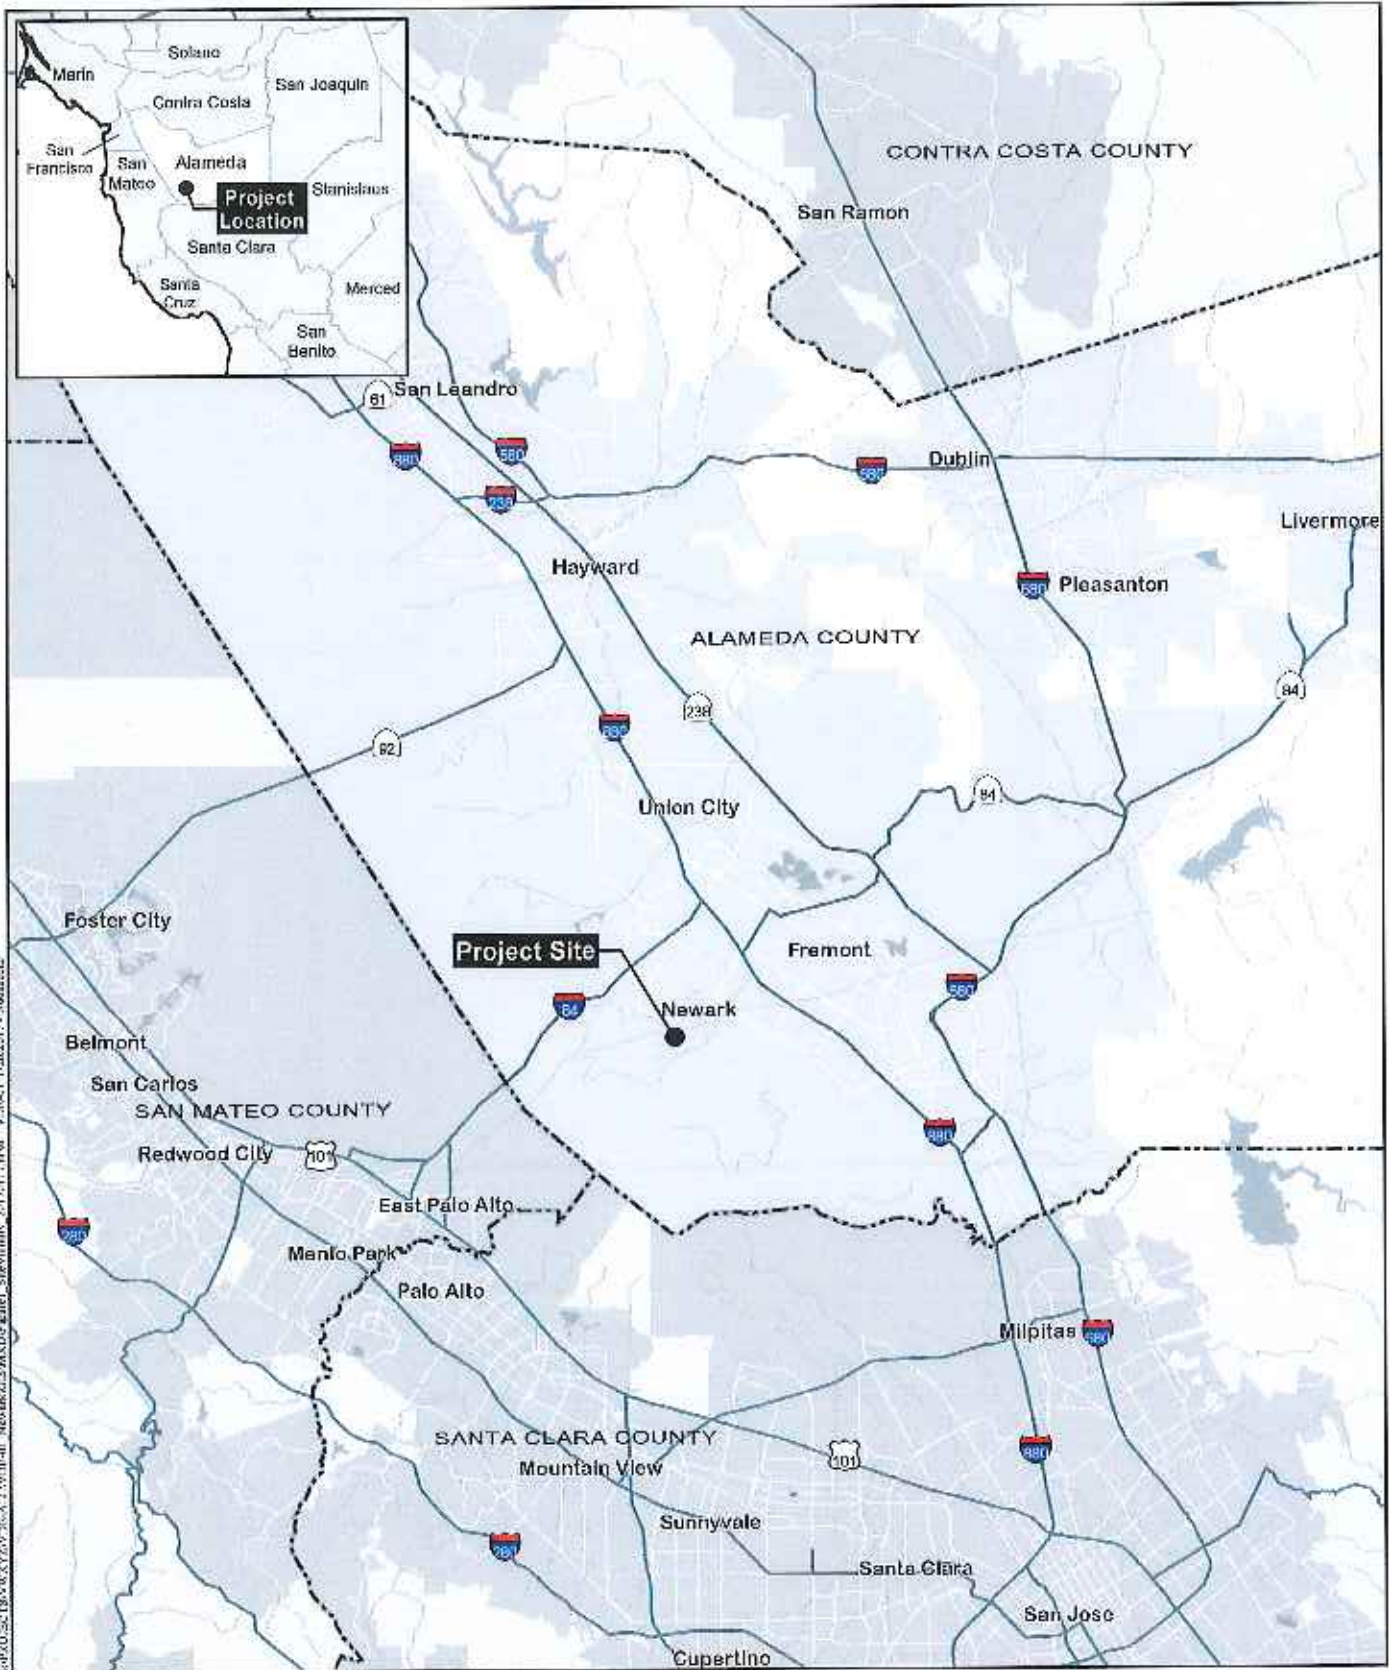 Solano
Marin
San Joaquin
Contra Costa
San
Francisco
San
Mateo
Alameda
Stanislaus
Project
Location
Santa Clara
Santa
Cruz
Merced
San
Benito
CONTRA COSTA COUNTY
San Ramon
61
San Leandro
880
580
238
580
Dublin
Livermore
Hayward
680
Pleasanton
ALAMEDA COUNTY
84
238
880
92
84
Union City
Foster City
Project Site
Fremont
680
84
Newark
Belmont
San Carlos
SAN MATEO COUNTY
880
Redwood City
101
East Palo Alto
280
Menlo Park
Palo Alto
Milpitas
680
SANTA CLARA COUNTY
880
101
Mountain View
Sunnyvale
280
Santa Clara
San Jose
Cupertino